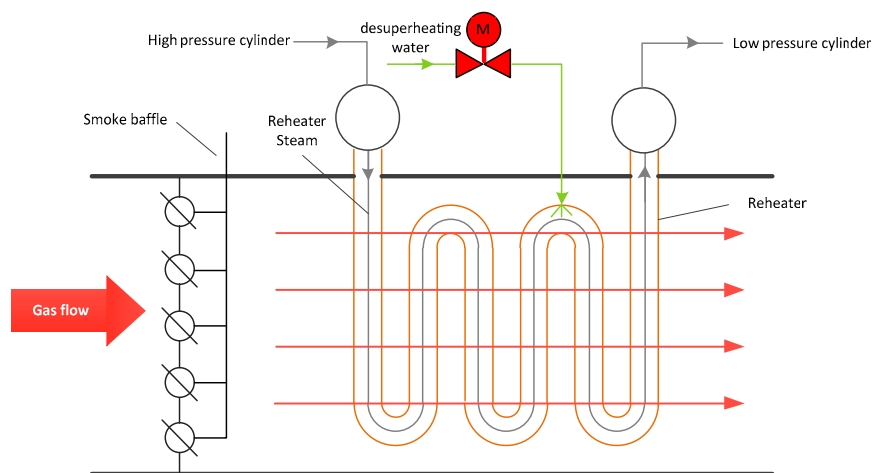 High pressure cylinder
desuperheating
water
M
Low pressure cylinder
Smoke baffle
Reheater
Steam
Reheater
Gas flow